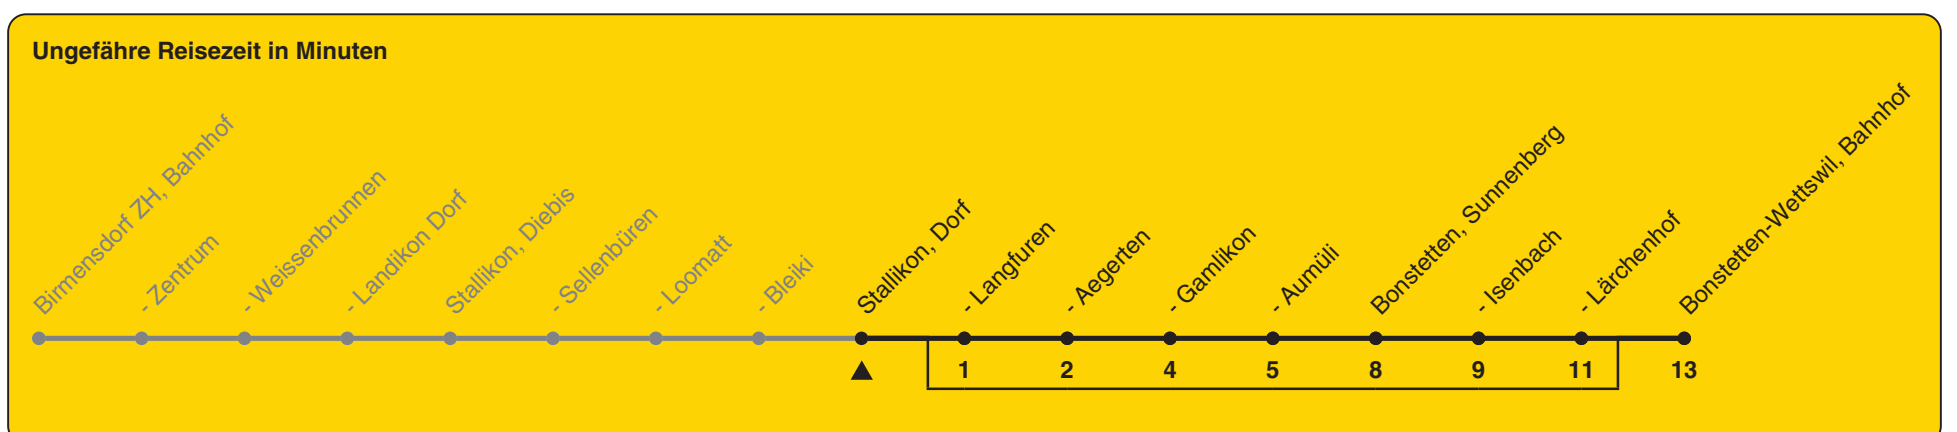 Ungefähre Reisezeit in Minuten
Birmensdorf ZH, Bahnhof
- Zentrum
- Weissenbrunnen
- Landikon Dorf
Stallikon, Diebis
- Sellenbüren
- Loomatt
- Bleiki
Stallikon, Dorf
- Langfuren
- Aegerten
- Gamlikon
- Aumüli
Bonstetten, Sunnenberg
- Isenbach
- Lärchenhof
Bonstetten-Wettswil, Bahnhof
1 2 4 5 8 9 11 13